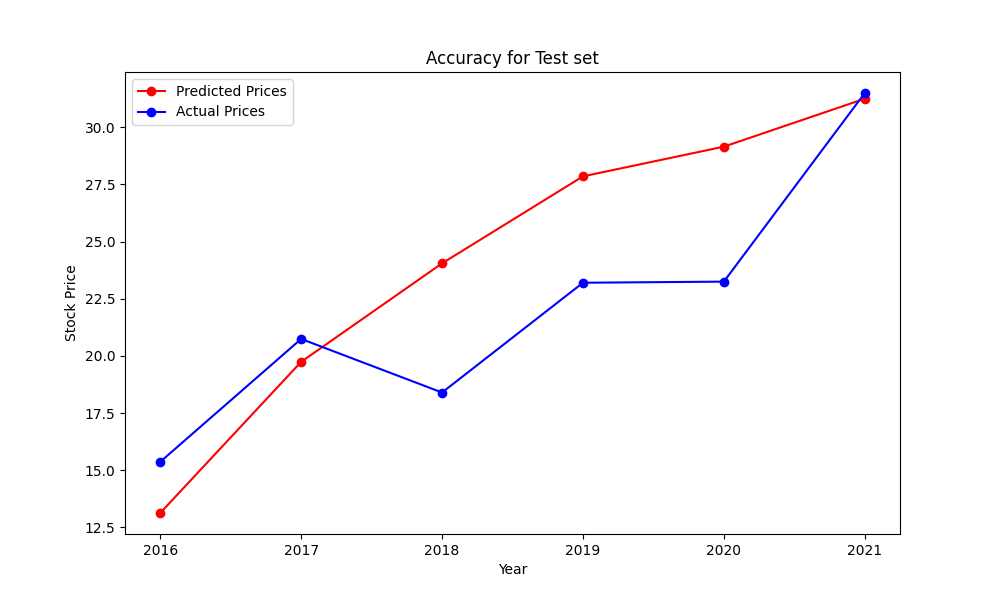 Accuracy for Test set
Predicted Prices
Actual Prices
30.0
27.5
25.0
22.5
20.0
17.5
15.0
12.5
Stock Price
2016 2017 2018 2019 2020 2021
Year